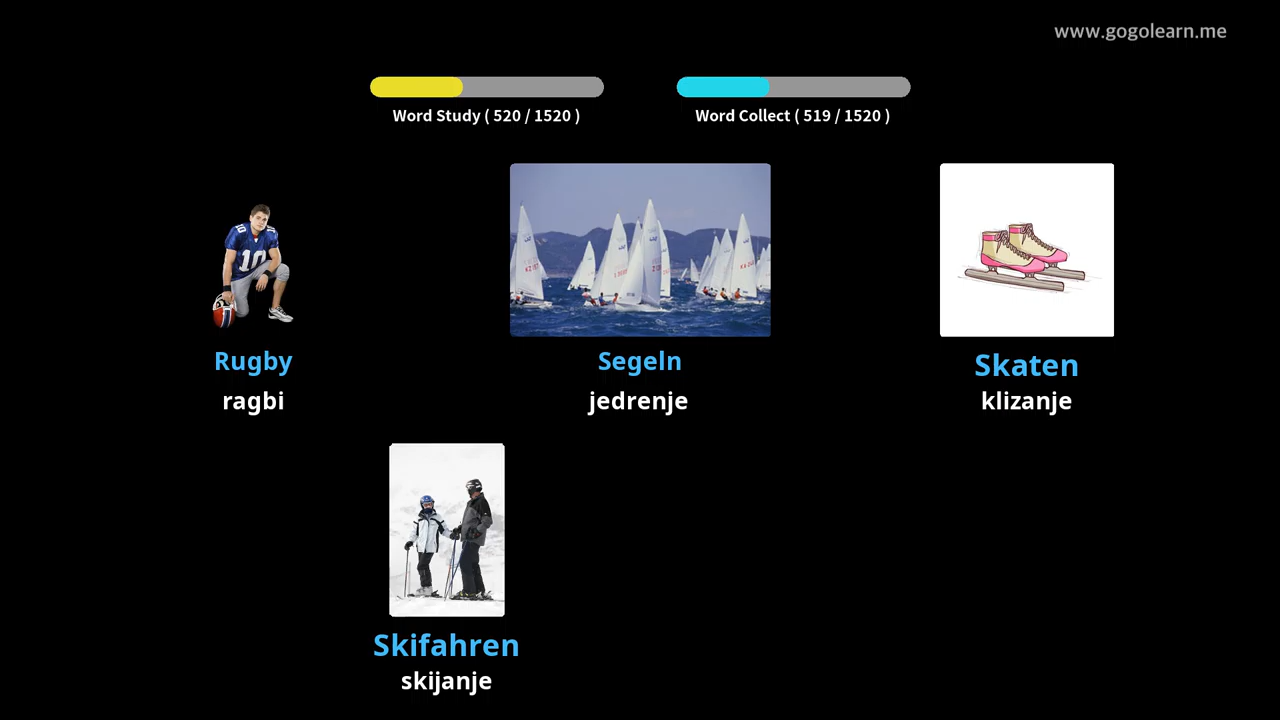 www.gogolearn.me
Word Study ( 520 / 1520 )
Word Collect ( 519 / 1520 )
10
Rugby
ragbi
Segeln
jedrenje
Skaten
klizanje
Skifahren
skijanje